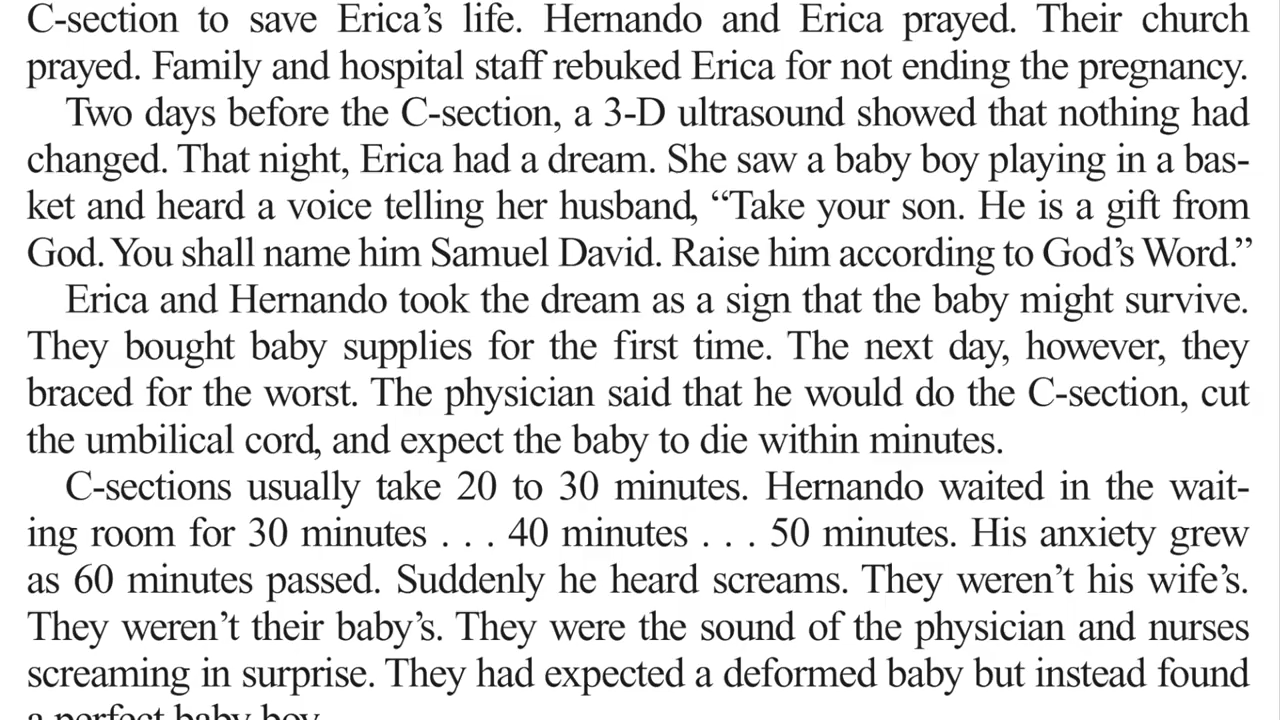 C-section to save Erica’s life. Hernando and Erica prayed. Their church
prayed. Family and hospital staff rebuked Erica for not ending the pregnancy.
Two days before the C-section, a 3-D ultrasound showed that nothing had
changed. That night, Erica had a dream. She saw a baby boy playing in a bas-
ket and heard a voice telling her husband, “Take your son. He is a gift from
God. You shall name him Samuel David. Raise him according to God’s Word.”
Erica and Hernando took the dream as a sign that the baby might survive.
They bought baby supplies for the first time. The next day, however, they
braced for the worst. The physician said that he would do the C-section, cut
the umbilical cord, and expect the baby to die within minutes.
C-sections usually take 20 to 30 minutes. Hernando waited in the wait-
ing room for 30 minutes . . . 40 minutes . . . 50 minutes. His anxiety grew
as 60 minutes passed. Suddenly he heard screams. They weren’t his wife’s.
They weren’t their baby’s. They were the sound of the physician and nurses
screaming in surprise. They had expected a deformed baby but instead found
a perfect baby boy.